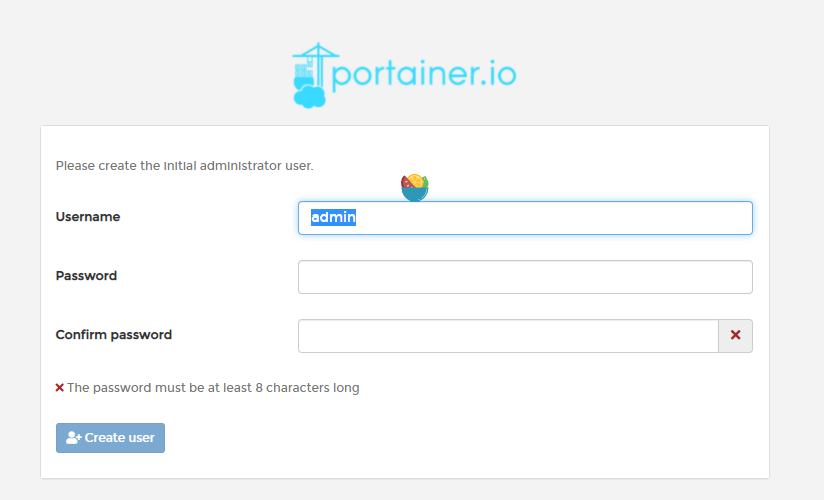 portainer.io
Please create the initial administrator user.
Username
admin
Password
Confirm password
The password must be at least 8 characters long
Create user